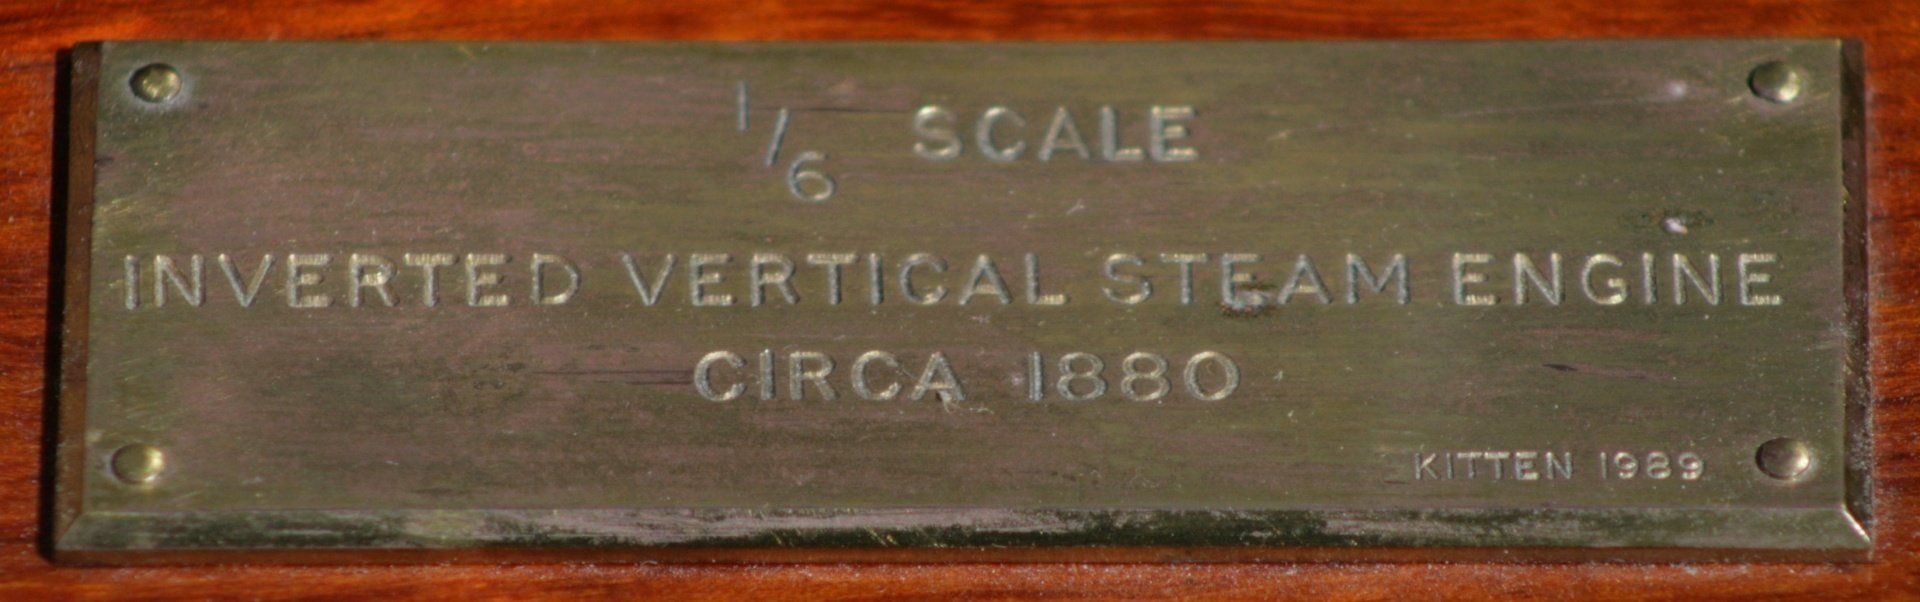 1/6 SCALE
INVERTED VERTICAL STEAM ENGINE
CIRCA 1880
KITTEN 1989